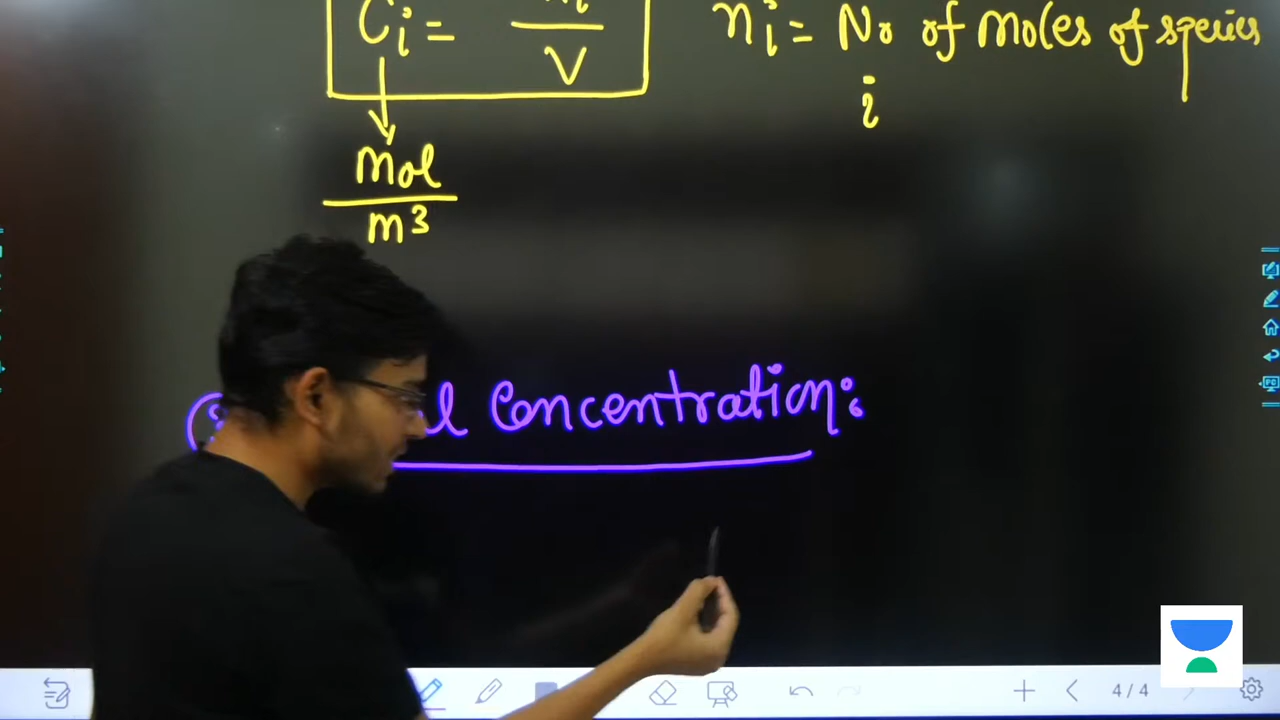 Ci = V
ni = No of moles of species
i
Mol
m3
Concentration:
4/4